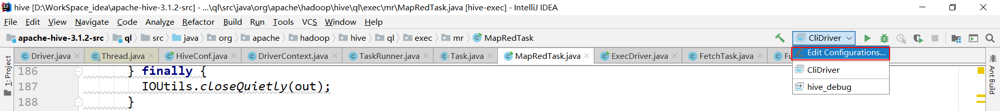 hive [D:\WorkSpace_idea\apache-hive-3.1.2-src] - ...\ql\src\java\org\apache\hadoop\hive\ql\exec\mr\MapRedTask.java [hive-exec] - IntelliJ IDEA
File Edit View Navigate Code Analyze Refactor Build Run Tools VCS Window Help
apache-hive-3.1.2-src ql src java org apache hadoop hive ql exec mr MapRedTask CliDriver
Driver.java Thread.java HiveConf.java DriverContext.java TaskRunner.java Task.java MapRedTask.java ExecDriver.java FetchTask.java Fu
Edit Configurations...
CliDriver
hive_debug
1: Project
186 } finally {
187 IOUtils.closeQuietly(out);
188 }
Ant Build